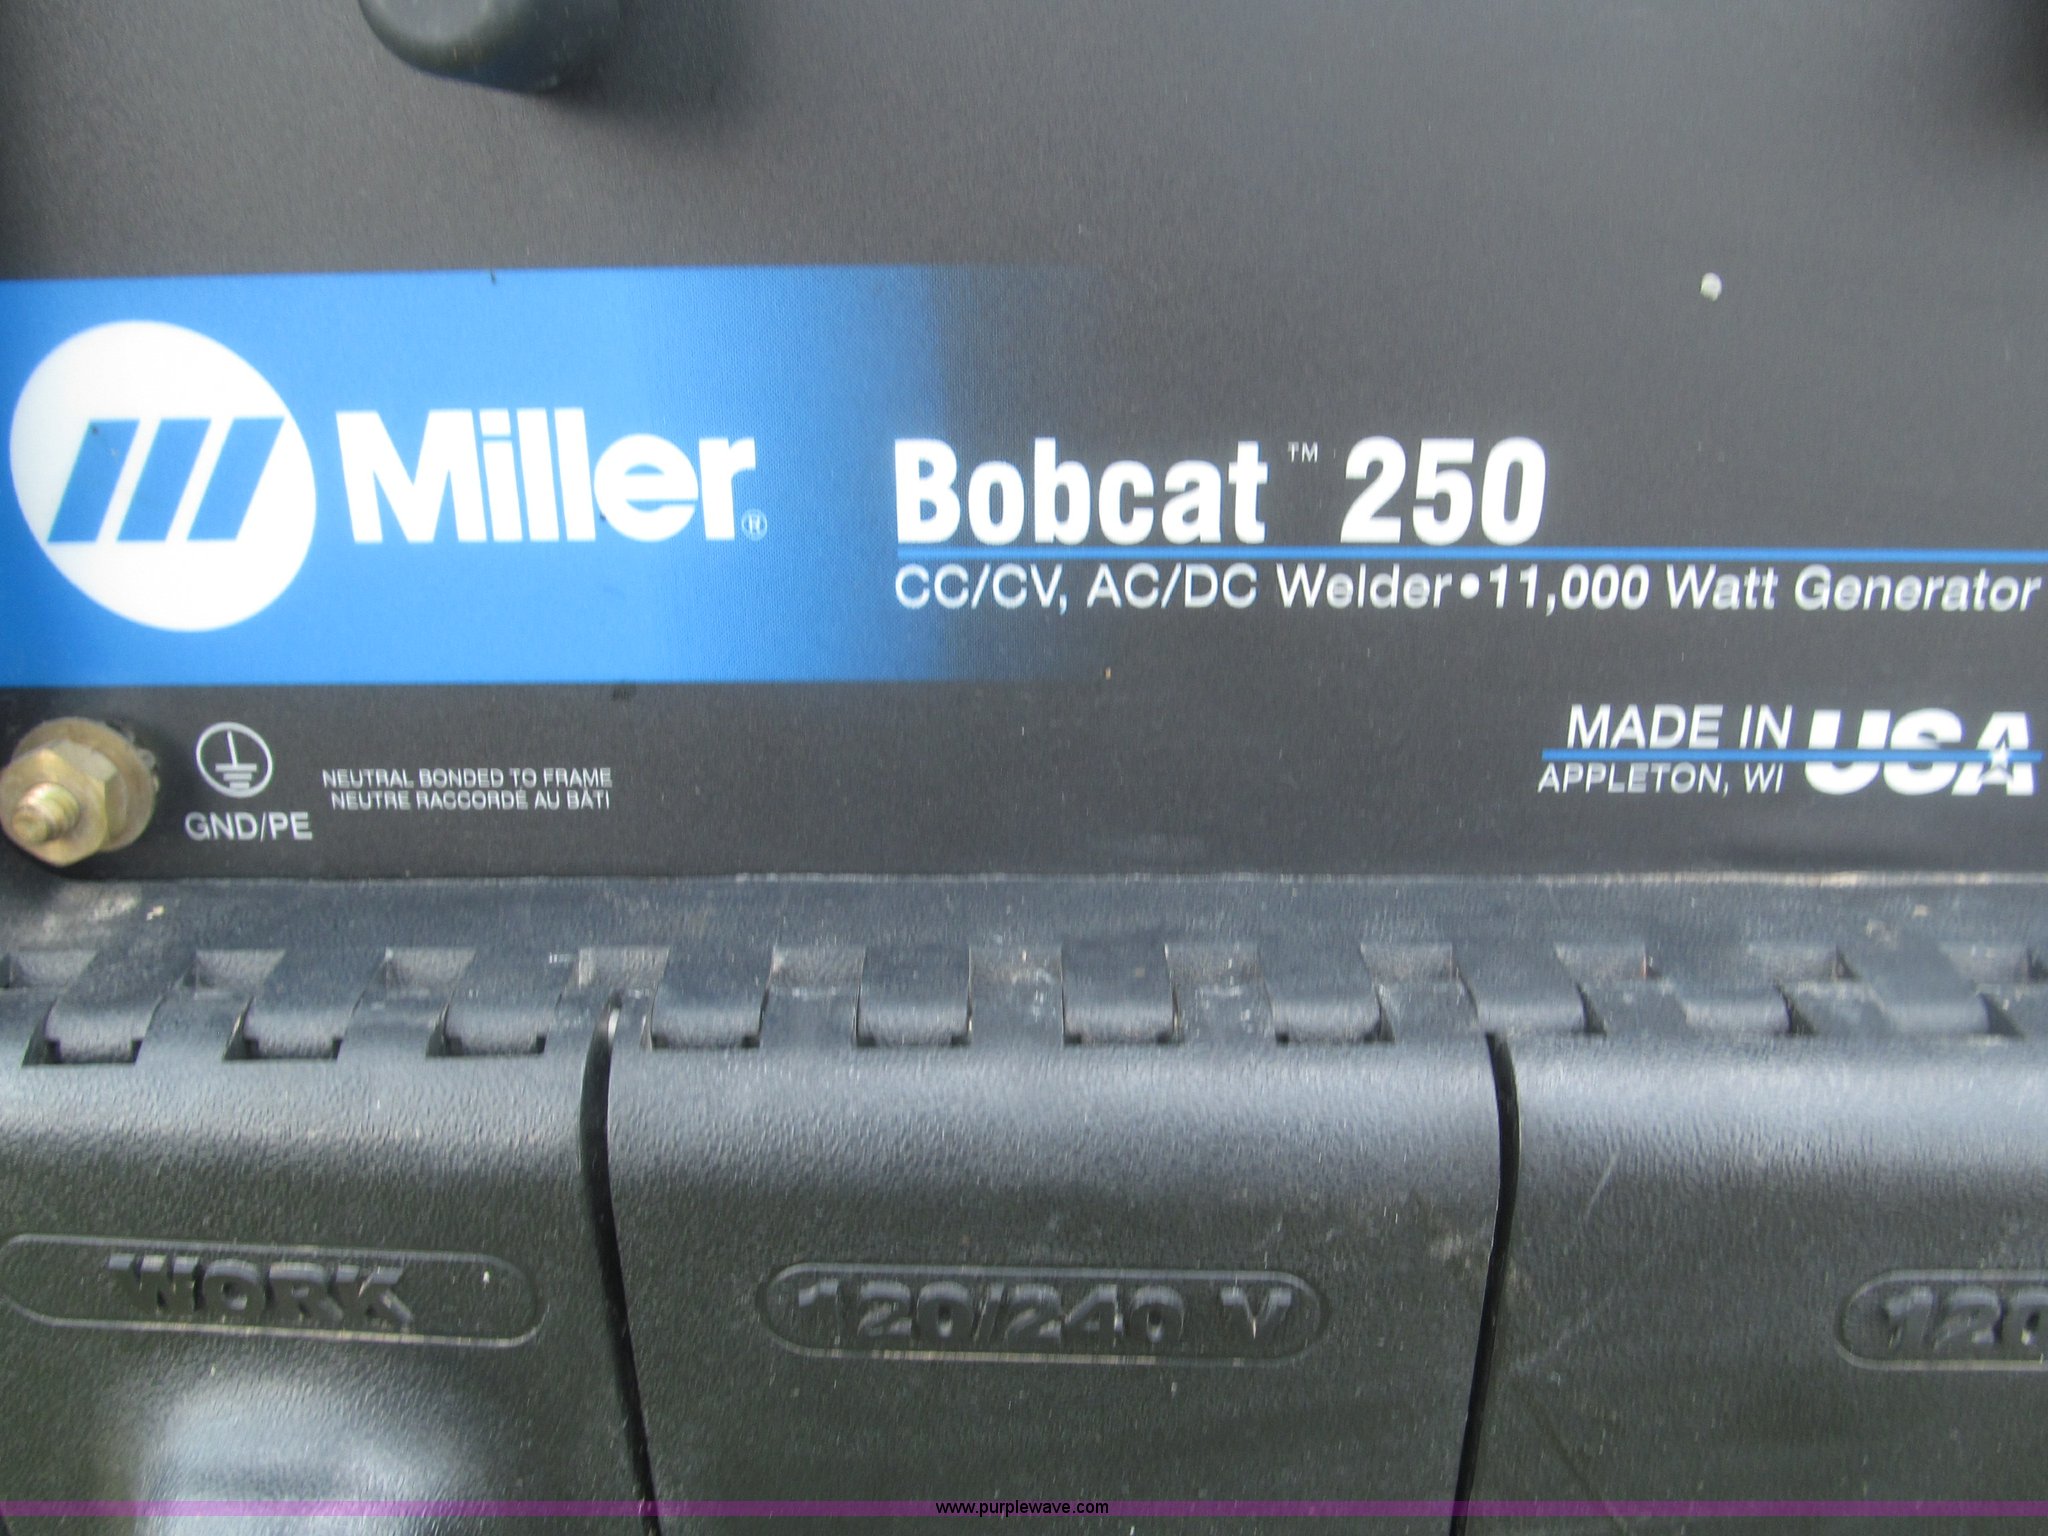 Miller®
Bobcat™ 250
CC/CV, AC/DC Welder • 11,000 Watt Generator
MADE IN USA
APPLETON, WI
GND/PE
NEUTRAL BONDED TO FRAME
NEUTRE RACCORDÉ AU BÂTI
WORK
120/240 V
120
www.purplewave.com